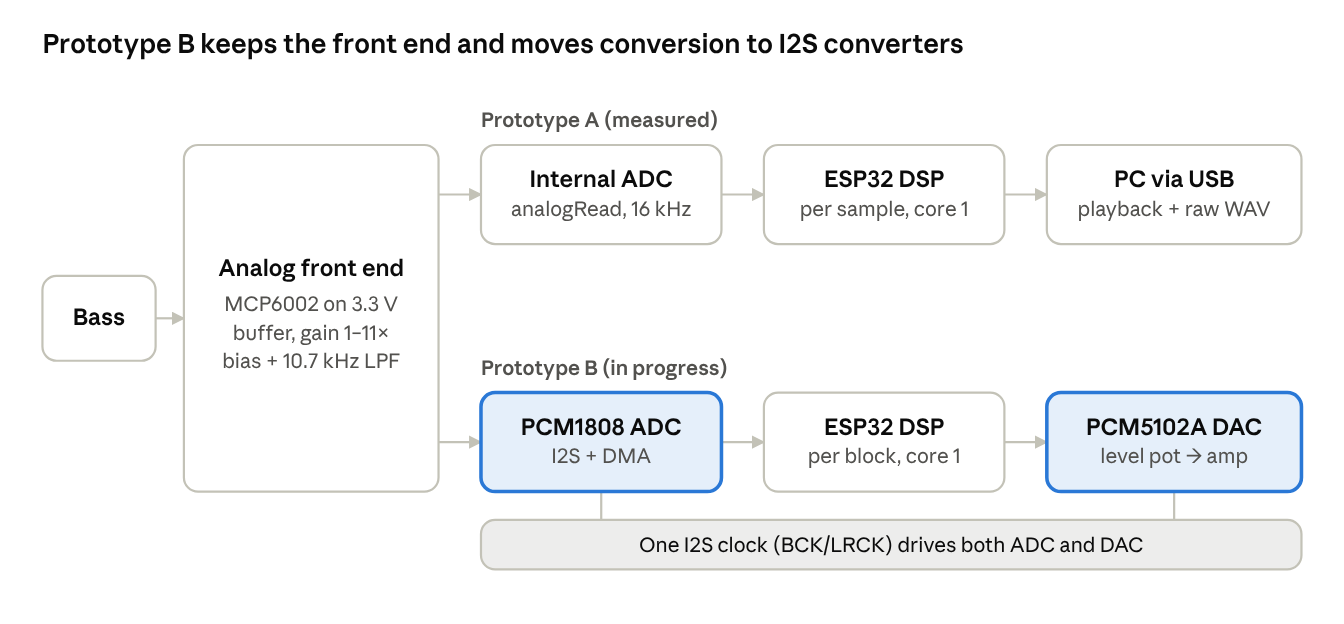 Prototype B keeps the front end and moves conversion to I2S converters
Prototype A (measured)
Internal ADC
analogRead, 16 kHz
ESP32 DSP
per sample, core 1
PC via USB
playback + raw WAV
Bass
Analog front end
MCP6002 on 3.3 V
buffer, gain 1–11×
bias + 10.7 kHz LPF
Prototype B (in progress)
PCM1808 ADC
I2S + DMA
ESP32 DSP
per block, core 1
PCM5102A DAC
level pot → amp
One I2S clock (BCK/LRCK) drives both ADC and DAC